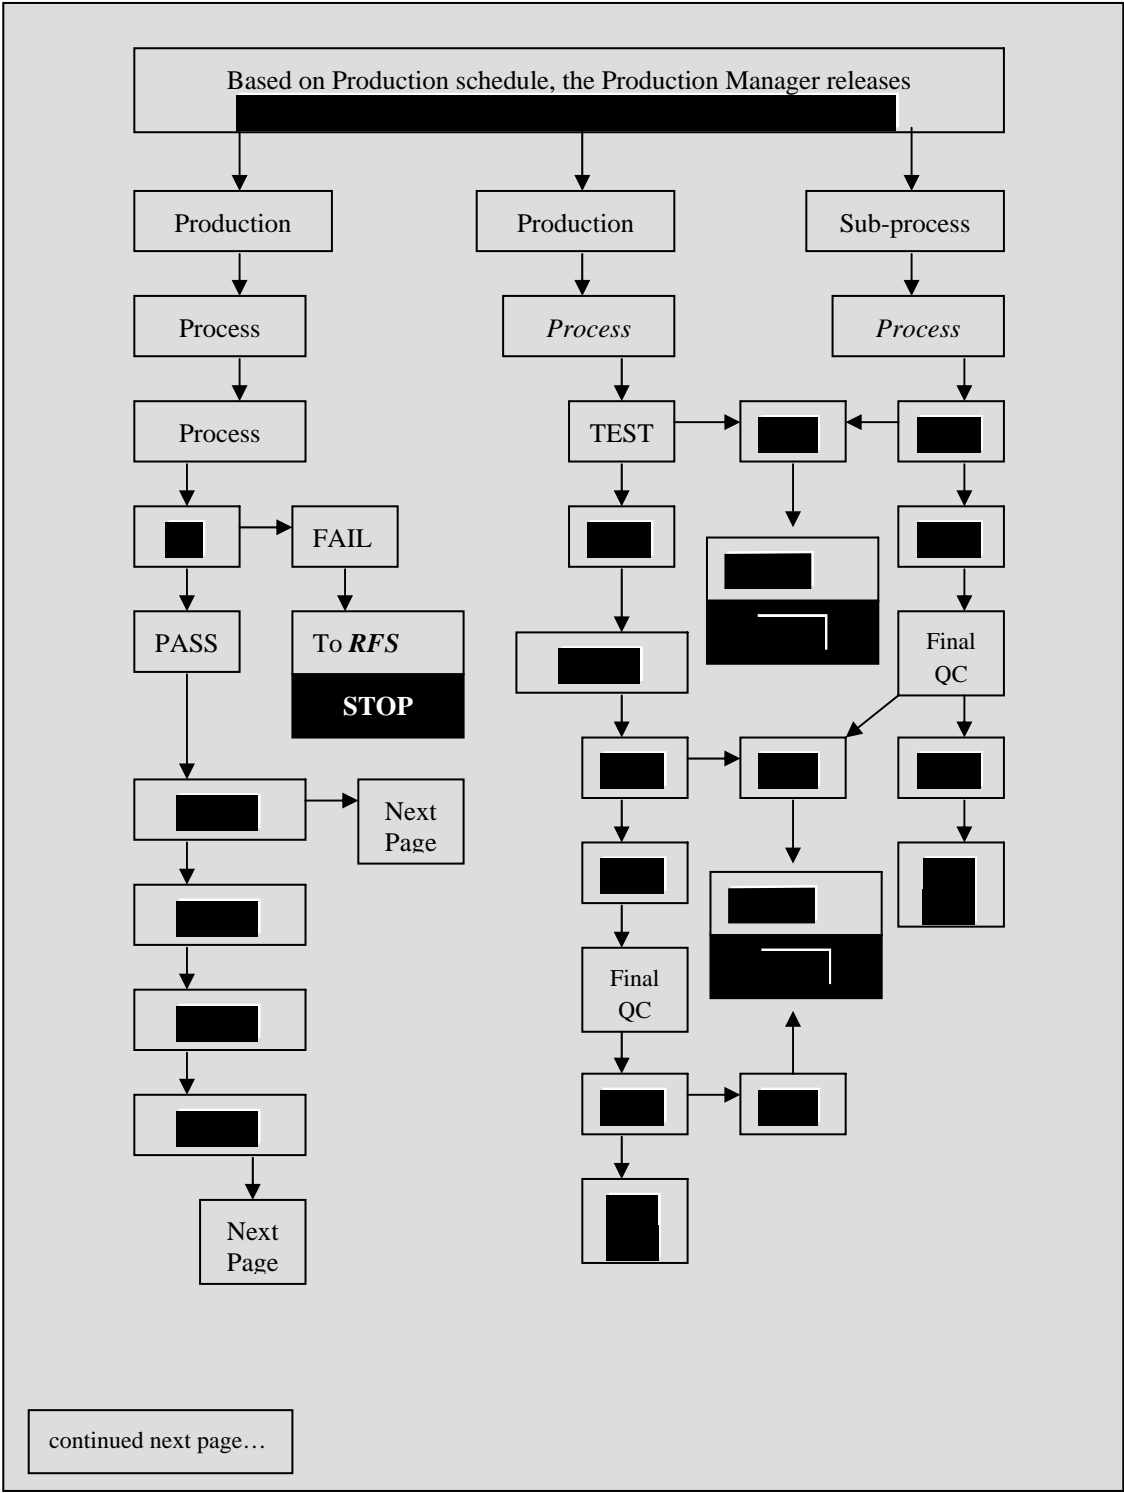 Based on Production schedule, the Production Manager releases
Production
Production
Sub-process
Process
Process
Process
Process
TEST
FAIL
PASS
To RFS
STOP
Final
QC
Next
Page
Final
QC
Next
Page
continued next page…